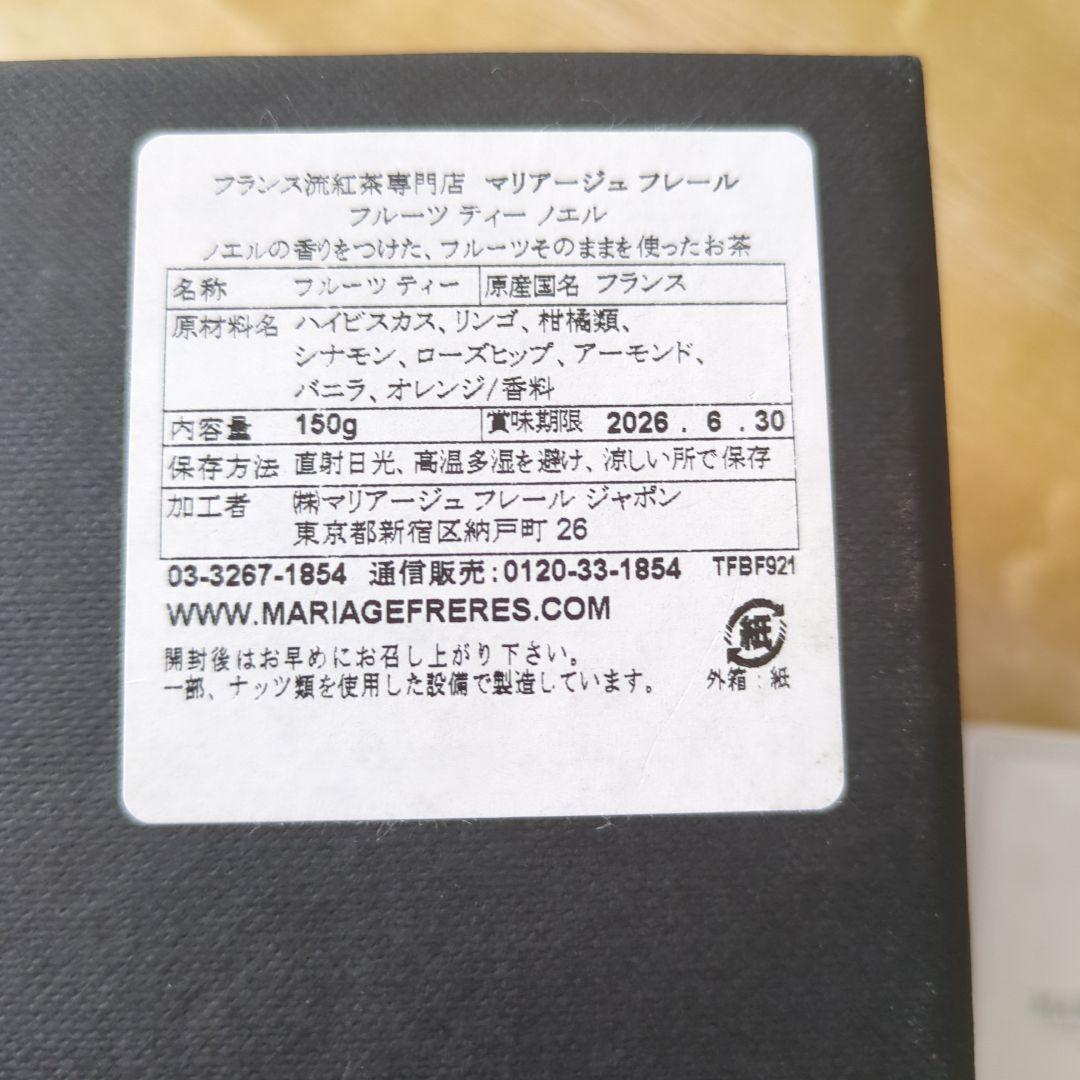 フランス流紅茶専門店 マリアージュ フレール
フルーツ ティー ノエル
ノエルの香りをつけた、フルーツそのままを使ったお茶
名称 フルーツ ティー 原産国名 フランス
原材料名 ハイビスカス、リンゴ、柑橘類、
シナモン、ローズヒップ、アーモンド、
バニラ、オレンジ/香料
内容量 150g 賞味期限 2026 . 6 . 30
保存方法 直射日光、高温多湿を避け、涼しい所で保存
加工者 ㈱マリアージュ フレール ジャポン
東京都新宿区納戸町 26
03-3267-1854 通信販売:0120-33-1854 TFBF921
WWW.MARIAGEFRERES.COM
紙
開封後はお早めにお召し上がり下さい。
一部、ナッツ類を使用した設備で製造しています。 外箱：紙